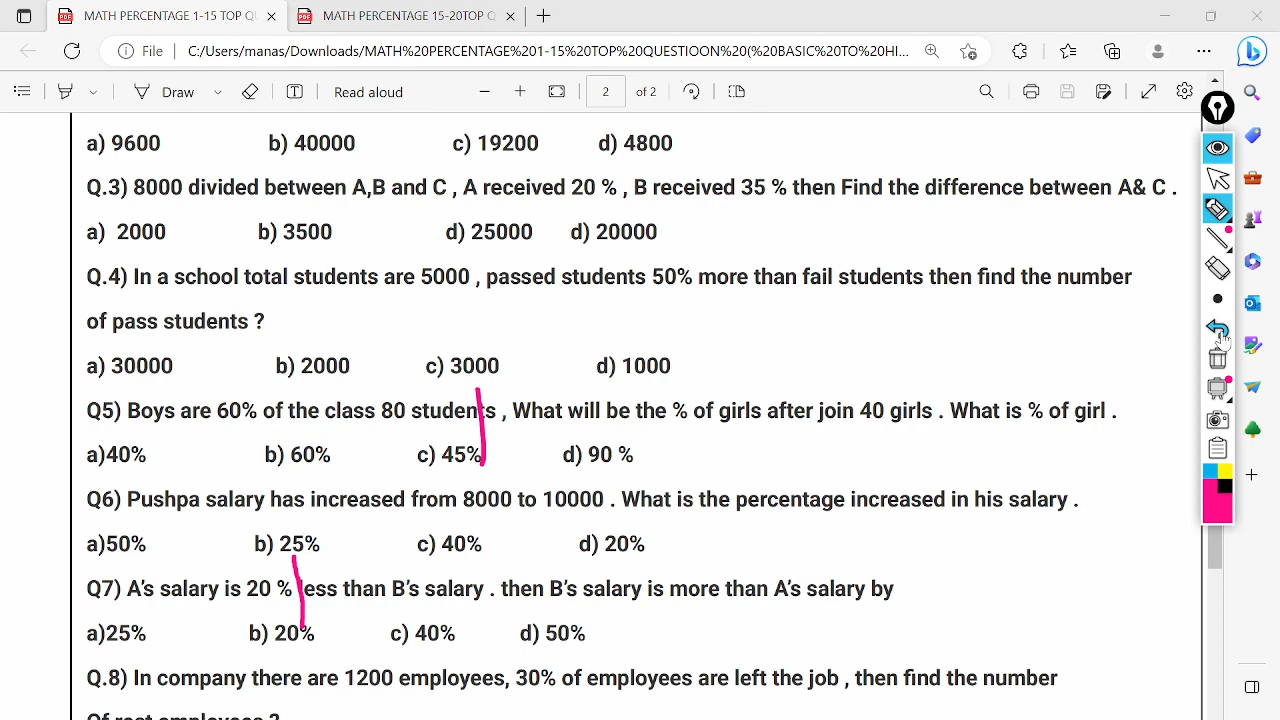 MATH PERCENTAGE 1-15 TOP QU
MATH PERCENTAGE 15-20TOP Q
File
C:/Users/manas/Downloads/MATH%20PERCENTAGE%201-15%20TOP%20QUESTIOON%20(%20BASIC%20TO%20HI...
Draw
Read aloud
2 of 2
a) 9600 b) 40000 c) 19200 d) 4800
Q.3) 8000 divided between A,B and C , A received 20 % , B received 35 % then Find the difference between A& C .
a) 2000 b) 3500 d) 25000 d) 20000
Q.4) In a school total students are 5000 , passed students 50% more than fail students then find the number
of pass students ?
a) 30000 b) 2000 c) 3000 d) 1000
Q5) Boys are 60% of the class 80 students , What will be the % of girls after join 40 girls . What is % of girl .
a)40% b) 60% c) 45% d) 90 %
Q6) Pushpa salary has increased from 8000 to 10000 . What is the percentage increased in his salary .
a)50% b) 25% c) 40% d) 20%
Q7) A's salary is 20 % less than B's salary . then B's salary is more than A's salary by
a)25% b) 20% c) 40% d) 50%
Q.8) In company there are 1200 employees, 30% of employees are left the job , then find the number
Of rest employees ?